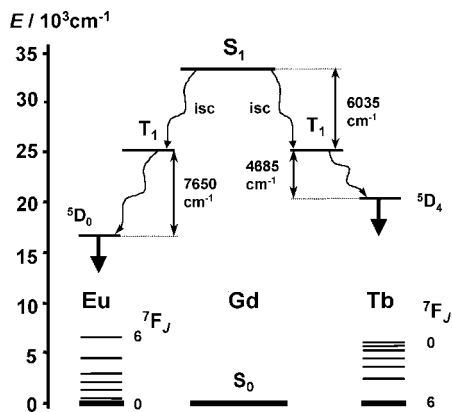 E / 10³cm⁻¹
35
30
25
20
15
10
5
0
S₁
isc
isc
6035
cm⁻¹
T₁
T₁
7650
cm⁻¹
4685
cm⁻¹
⁵D₀
⁵D₄
Eu
Gd
Tb
⁷F_J
6
0
S₀
⁷F_J
0
6